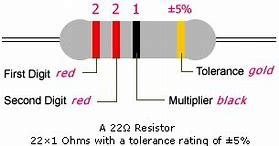 2 2 1 ±5%
First Digit red
Tolerance gold
Second Digit red
Multiplier black
A 22Ω Resistor
22×1 Ohms with a tolerance rating of ±5%